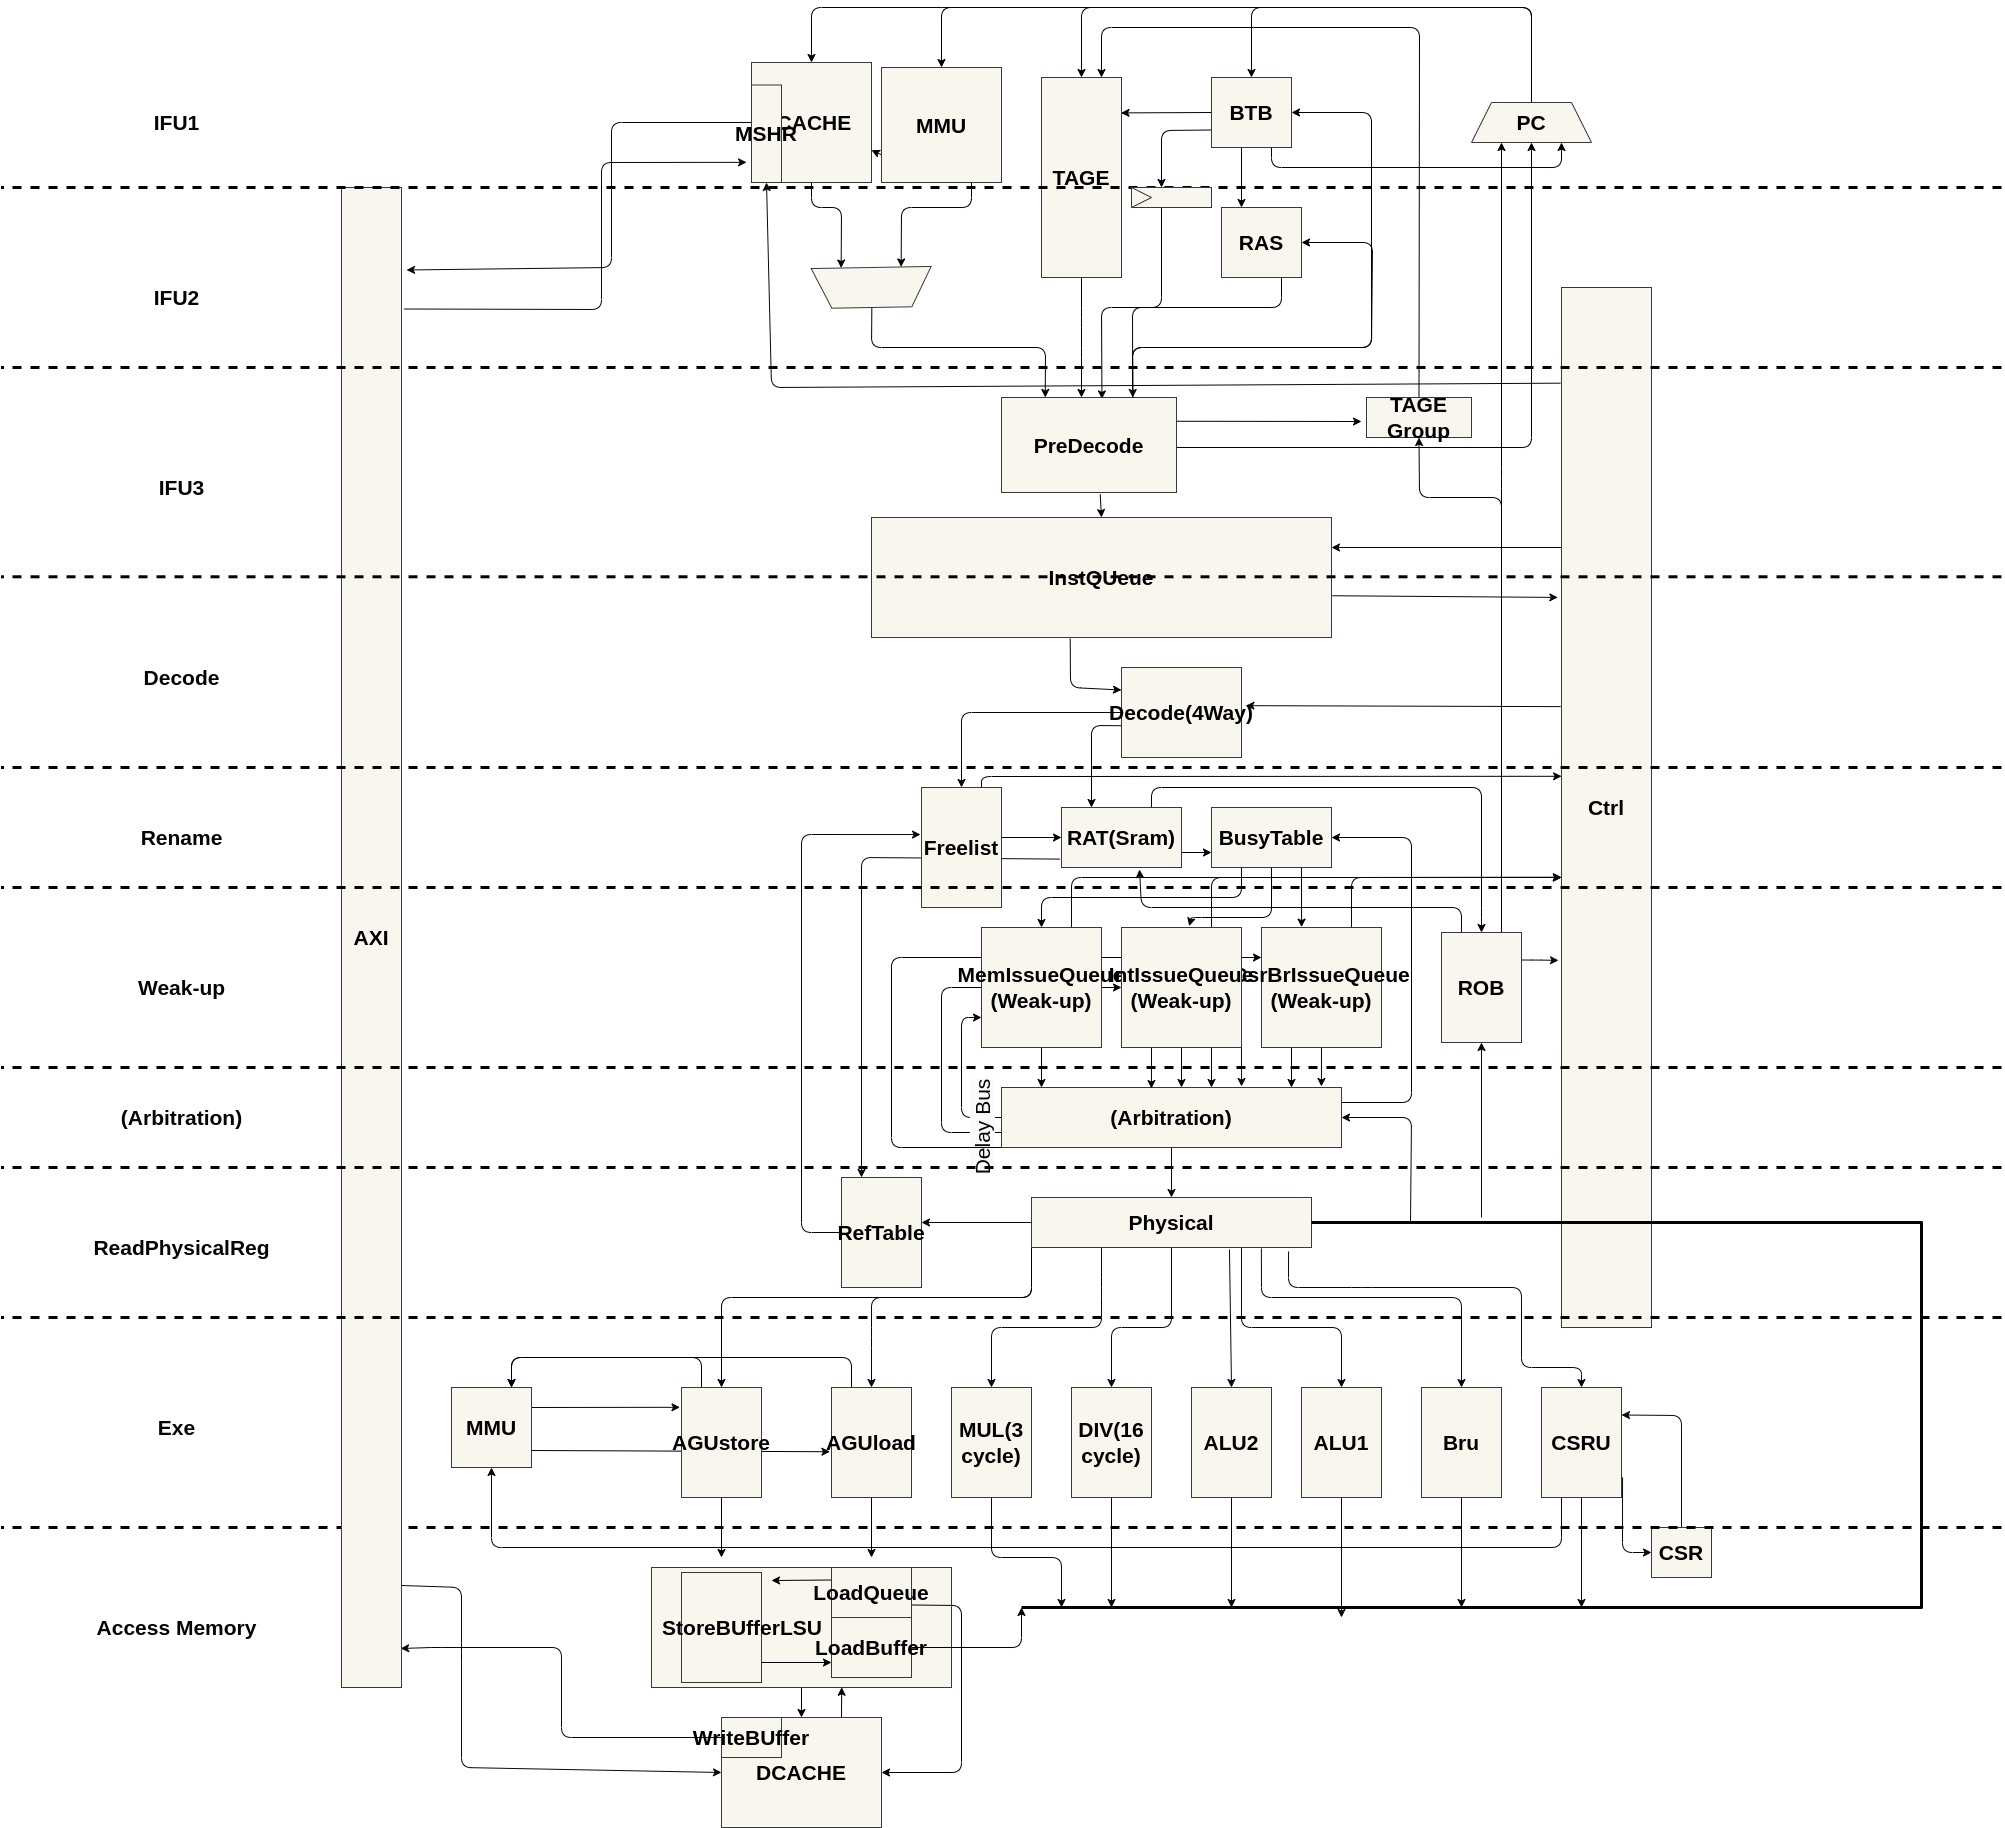 IFU1
CACHE
MSHR
MMU
TAGE
BTB
PC
RAS
IFU2
TAGE
Group
PreDecode
IFU3
InstQUeue
Decode
Decode(4Way)
Ctrl
Rename
Freelist
RAT(Sram)
BusyTable
AXI
Weak-up
MemIssueQueue
(Weak-up)
IntIssueQueue
(Weak-up)
CsrBrIssueQueue
(Weak-up)
ROB
(Arbitration)
Delay Bus
(Arbitration)
ReadPhysicalReg
RefTable
Physical
Exe
MMU
AGUstore
AGUload
MUL(3
cycle)
DIV(16
cycle)
ALU2
ALU1
Bru
CSRU
CSR
Access Memory
LoadQueue
StoreBUffer
LSU
LoadBuffer
WriteBUffer
DCACHE